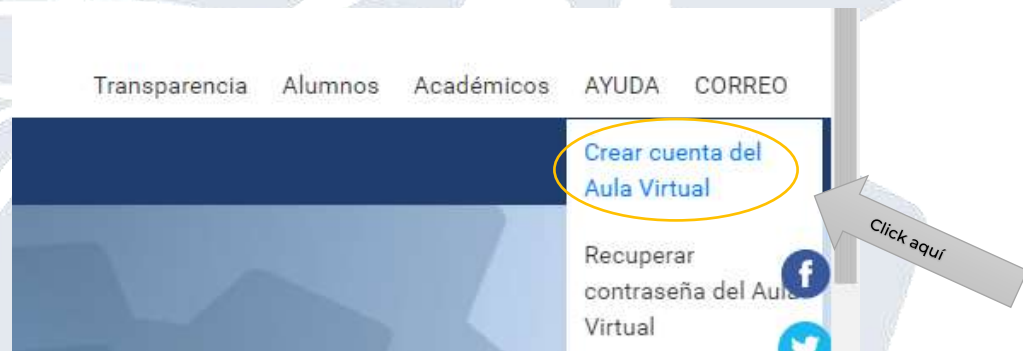 Transparencia Alumnos Académicos AYUDA CORREO
Crear cuenta del
Aula Virtual
Click aquí
Recuperar
contraseña del Aula
Virtual